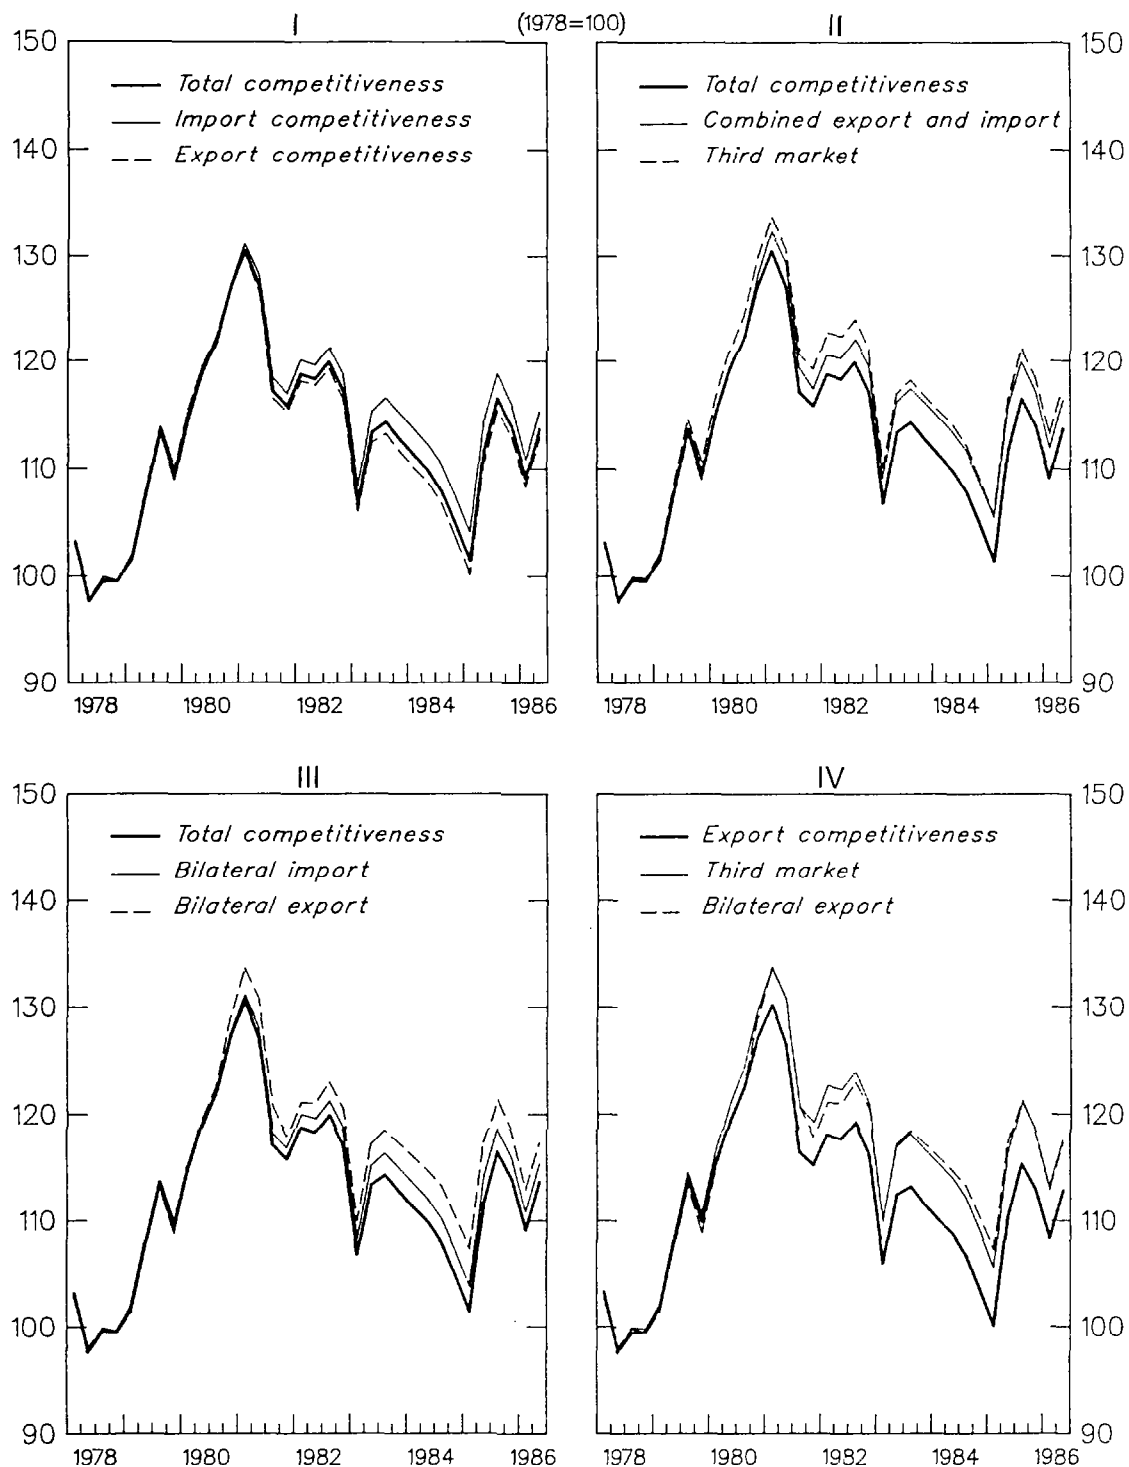 I (1978=100) II
150 150
Total competitiveness Total competitiveness
Import competitiveness Combined export and import
140 140
Export competitiveness Third market
130 130
120 120
110 110
100 100
90 90
1978 1980 1982 1984 1986 1978 1980 1982 1984 1986
III IV
150 150
Total competitiveness Export competitiveness
Bilateral import Third market
140 140
Bilateral export Bilateral export
130 130
120 120
110 110
100 100
90 90
1978 1980 1982 1984 1986 1978 1980 1982 1984 1986